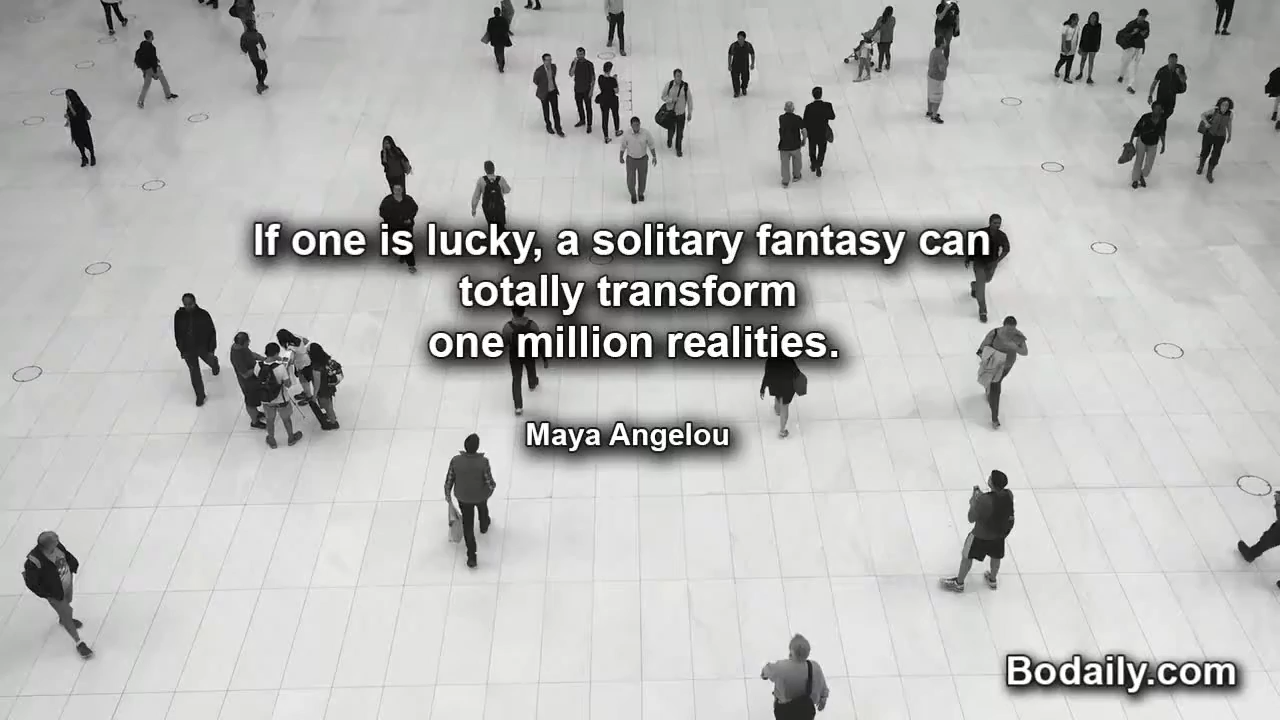 If one is lucky, a solitary fantasy can
totally transform
one million realities.
Maya Angelou
Bodaily.com